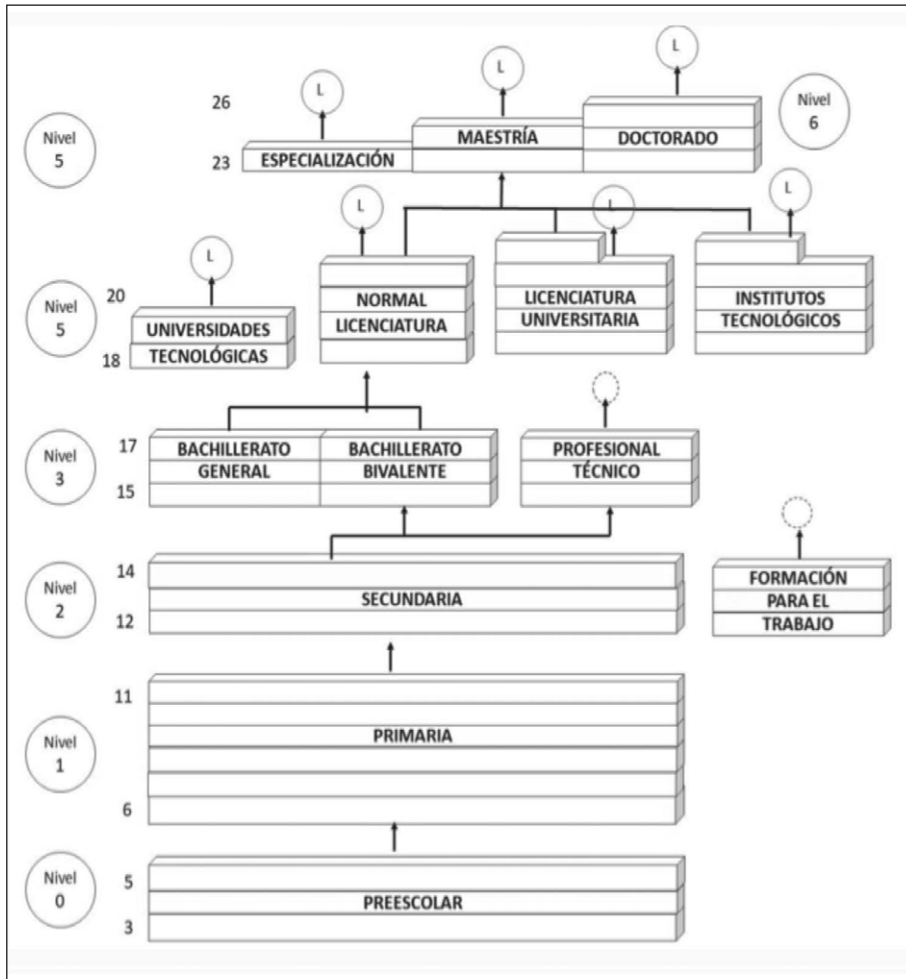 L
L
L
26
Nivel
6
Nivel
5
MAESTRÍA
DOCTORADO
23
ESPECIALIZACIÓN
L
L
L
L
Nivel
5
20
NORMAL
LICENCIATURA
LICENCIATURA
UNIVERSITARIA
INSTITUTOS
TECNOLÓGICOS
UNIVERSIDADES
TECNOLÓGICAS
18
Nivel
3
17
BACHILLERATO
GENERAL
BACHILLERATO
BIVALENTE
PROFESIONAL
TÉCNICO
15
Nivel
2
14
SECUNDARIA
12
FORMACIÓN
PARA EL
TRABAJO
Nivel
1
11
PRIMARIA
6
Nivel
0
5
PREESCOLAR
3